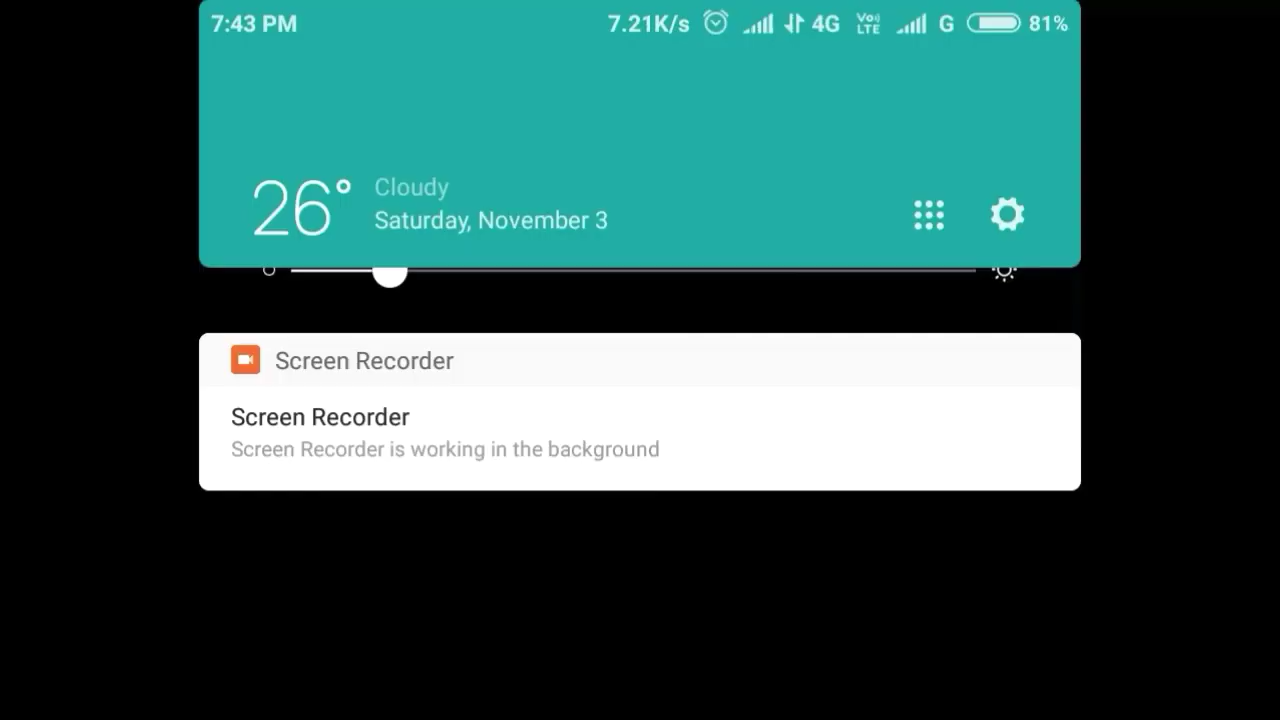 7:43 PM 7.21K/s 4G Vo) LTE G 81%
26° Cloudy
Saturday, November 3
Screen Recorder
Screen Recorder
Screen Recorder is working in the background